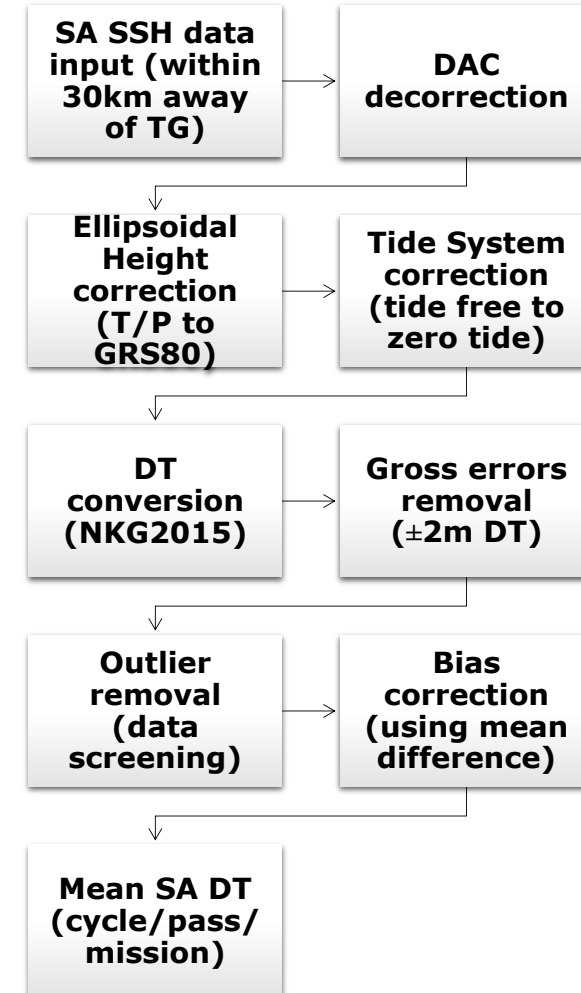 SA SSH data
input (within
30km away
of TG)
DAC
decorrection
Ellipsoidal
Height
correction
(T/P to
GRS80)
Tide System
correction
(tide free to
zero tide)
DT
conversion
(NKG2015)
Gross errors
removal
(±2m DT)
Outlier
removal
(data
screening)
Bias
correction
(using mean
difference)
Mean SA DT
(cycle/pass/
mission)